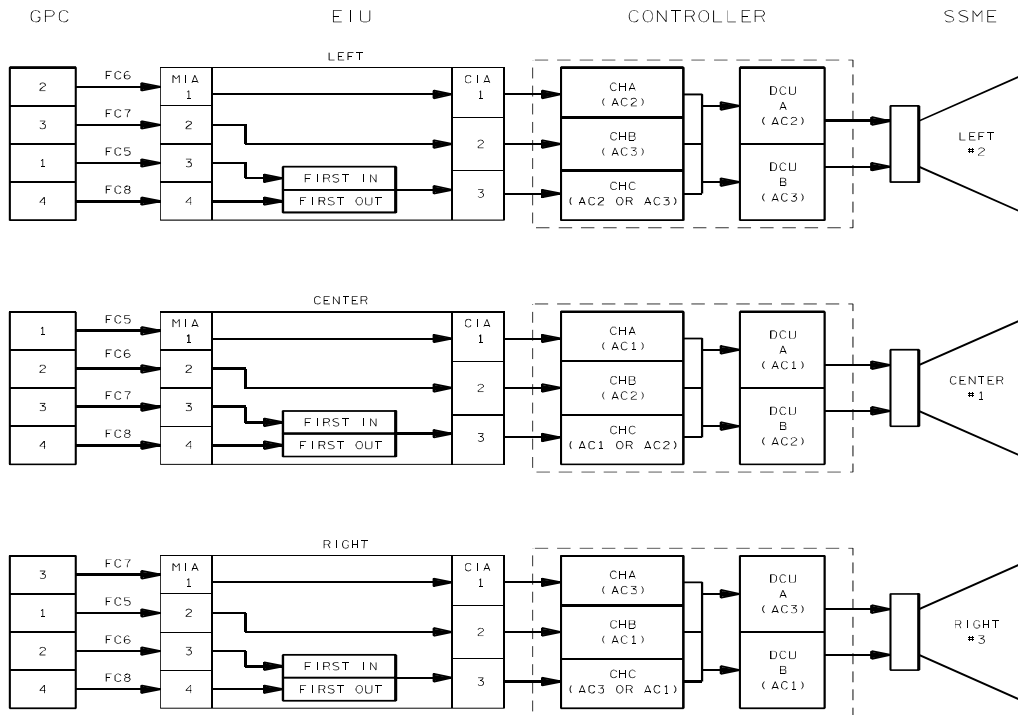 GPC EIU CONTROLLER SSME
LEFT
2 FC6 MIA 1 CIA 1 CHA (AC2) DCU A (AC2)
3 FC7 2 2 CHB (AC3) LEFT #2
1 FC5 3 FIRST IN DCU B (AC3)
4 FC8 4 FIRST OUT 3 CHC (AC2 OR AC3)
CENTER
1 FC5 MIA 1 CIA 1 CHA (AC1) DCU A (AC1)
2 FC6 2 2 CHB (AC2) CENTER #1
3 FC7 3 FIRST IN DCU B (AC2)
4 FC8 4 FIRST OUT 3 CHC (AC1 OR AC2)
RIGHT
3 FC7 MIA 1 CIA 1 CHA (AC3) DCU A (AC3)
1 FC5 2 2 CHB (AC1) RIGHT #3
2 FC6 3 FIRST IN DCU B (AC1)
4 FC8 4 FIRST OUT 3 CHC (AC3 OR AC1)